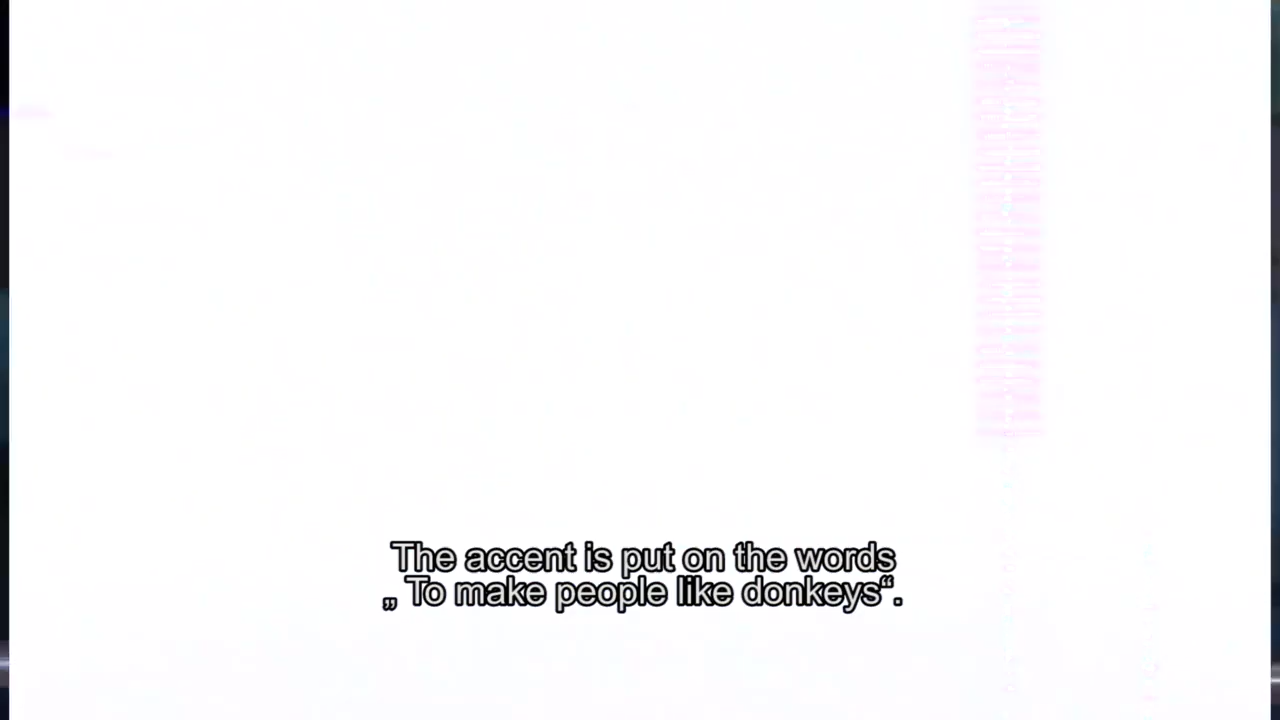 The accent is put on the words
„ To make people like donkeys“.